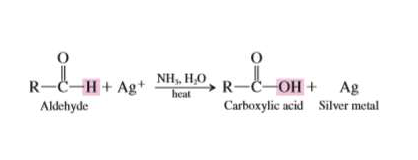 O O
R-C-H + Ag⁺ NH₃, H₂O heat R-C-OH + Ag
Aldehyde Carboxylic acid Silver metal